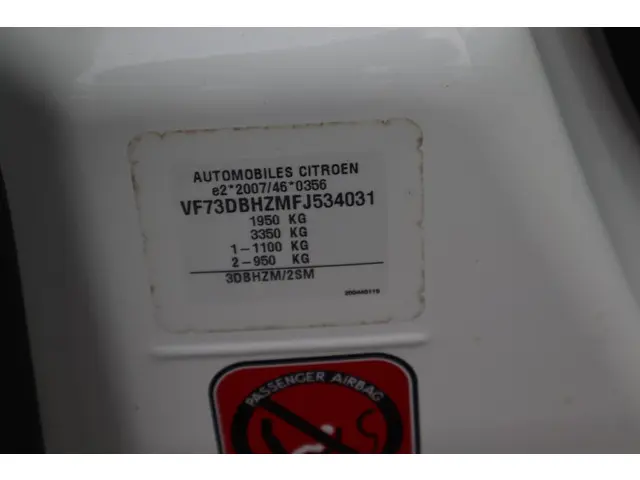 AUTOMOBILES CITROEN
e2*2007/46*0356
VF73DBHZMFJ534031
1950 KG
3350 KG
1-1100 KG
2-950 KG
3DBHZM/2SM
PASSENGER AIRBAG